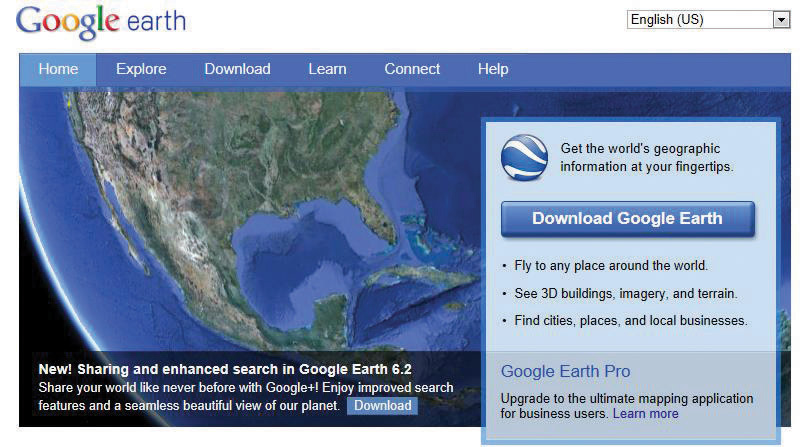 Google earth
English (US)
Home Explore Download Learn Connect Help
Get the world's geographic
information at your fingertips.
Download Google Earth
• Fly to any place around the world.
• See 3D buildings, imagery, and terrain.
• Find cities, places, and local businesses.
New! Sharing and enhanced search in Google Earth 6.2
Share your world like never before with Google+! Enjoy improved search
features and a seamless beautiful view of our planet. Download
Google Earth Pro
Upgrade to the ultimate mapping application
for business users. Learn more